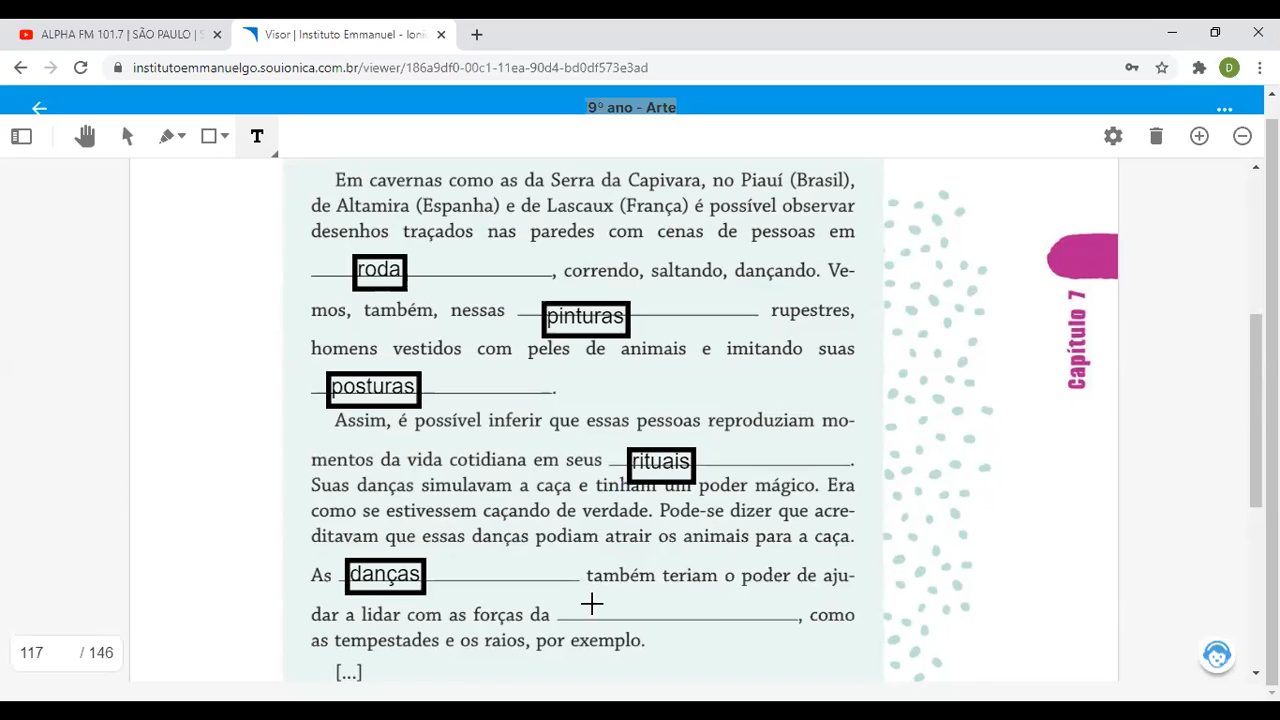 ALPHA FM 101.7 | SÃO PAULO | S
Visor | Instituto Emmanuel - Ioni
institutoemmanuelgo.souionica.com.br/viewer/186a9df0-00c1-11ea-90d4-bd0df573e3ad
D
9º ano - Arte
T
Em cavernas como as da Serra da Capivara, no Piauí (Brasil),
de Altamira (Espanha) e de Lascaux (França) é possível observar
desenhos traçados nas paredes com cenas de pessoas em
roda, correndo, saltando, dançando. Ve-
mos, também, nessas pinturas rupestres,
homens vestidos com peles de animais e imitando suas
posturas.
Assim, é possível inferir que essas pessoas reproduziam mo-
mentos da vida cotidiana em seus rituais.
Suas danças simulavam a caça e tinham um poder mágico. Era
como se estivessem caçando de verdade. Pode-se dizer que acre-
ditavam que essas danças podiam atrair os animais para a caça.
As danças também teriam o poder de aju-
dar a lidar com as forças da ____, como
as tempestades e os raios, por exemplo.
[...]
Capítulo 7
117 / 146